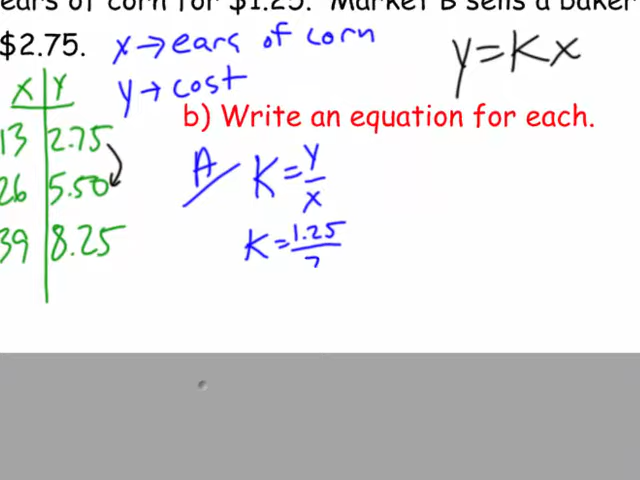 ears of corn for $1.25. Market B sells a baker
$2.75.
x→ears of corn
y→cost
y=Kx
X Y
13 2.75
26 5.50
39 8.25
b) Write an equation for each.
A
K=y/x
K=1.25/